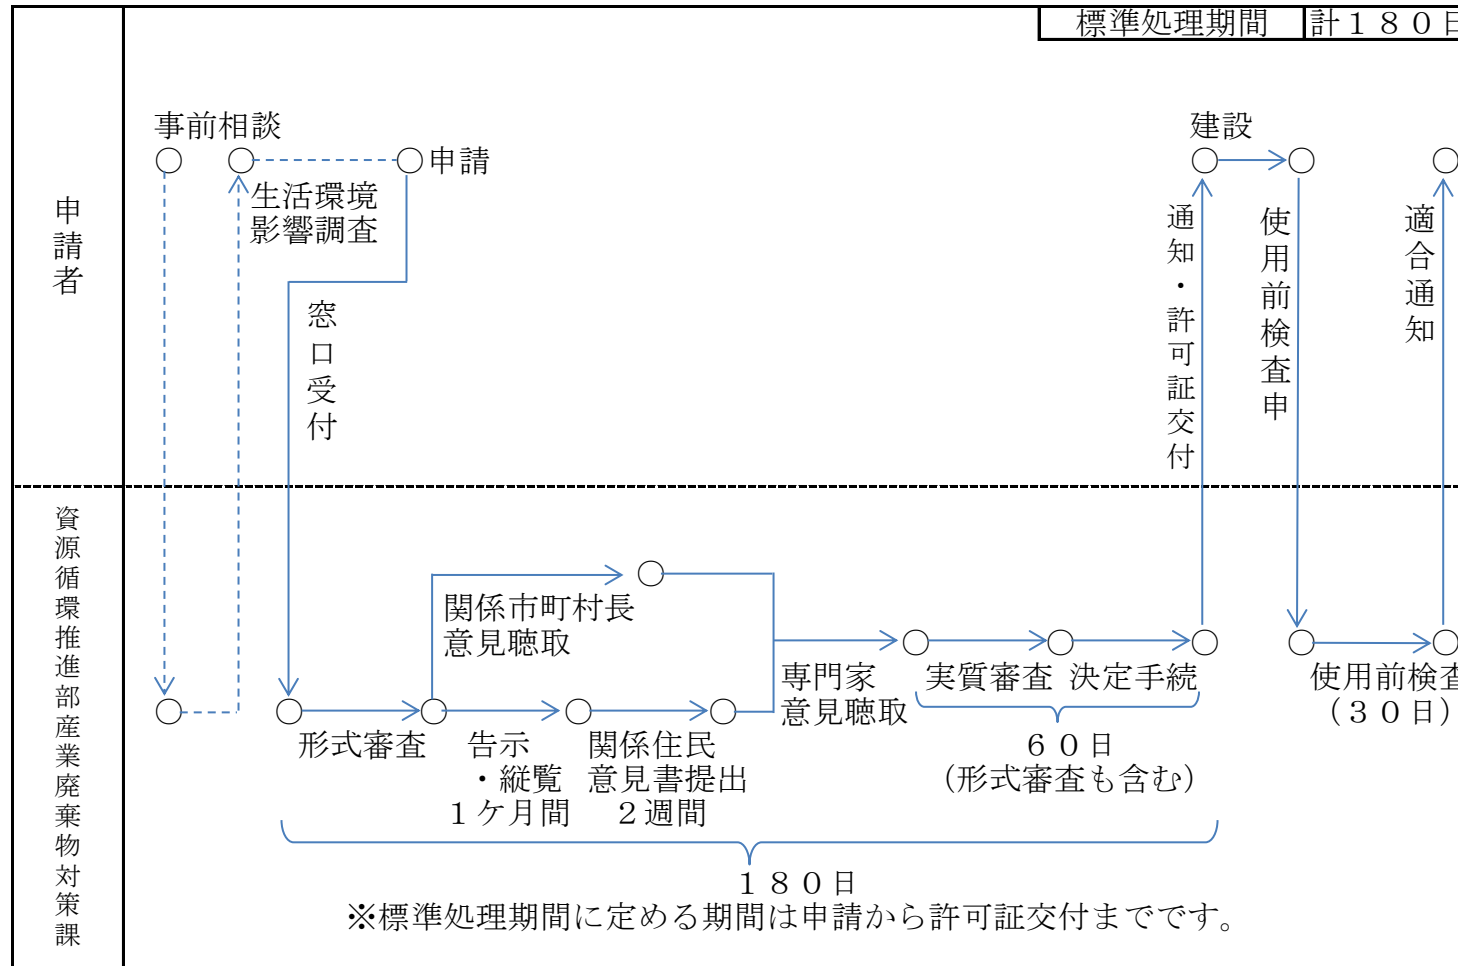 標準処理期間 計１８０日
事前相談
建設
申請
生活環境
影響調査
申請者
窓口受付
通知・許可証交付
使用前検査申
適合通知
資源循環推進部産業廃棄物対策課
関係市町村長
意見聴取
専門家
意見聴取
実質審査
決定手続
使用前検査
（３０日）
形式審査
告示
・縦覧
１ケ月間
関係住民
意見書提出
２週間
６０日
（形式審査も含む）
１８０日
※標準処理期間に定める期間は申請から許可証交付までです。